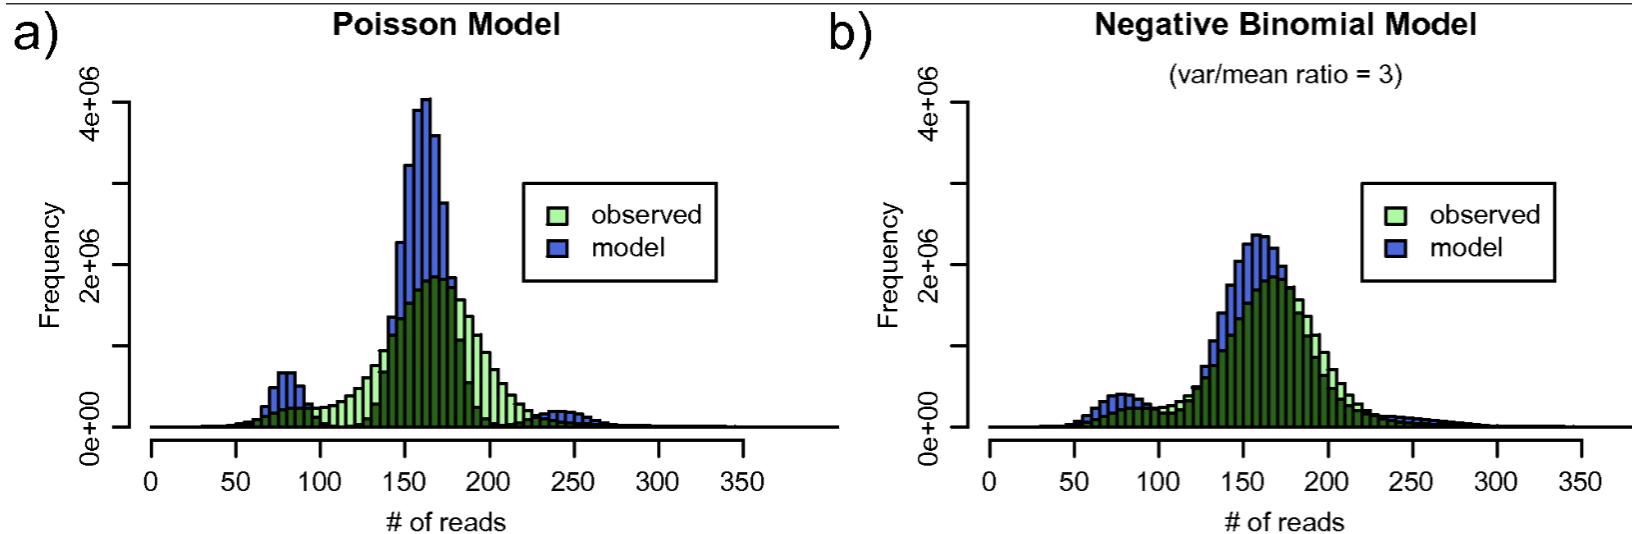 a)
Poisson Model
4e+06
2e+06
0e+00
Frequency
observed
model
0 50 100 150 200 250 300 350
# of reads
b)
Negative Binomial Model
(var/mean ratio = 3)
4e+06
2e+06
0e+00
Frequency
observed
model
0 50 100 150 200 250 300 350
# of reads